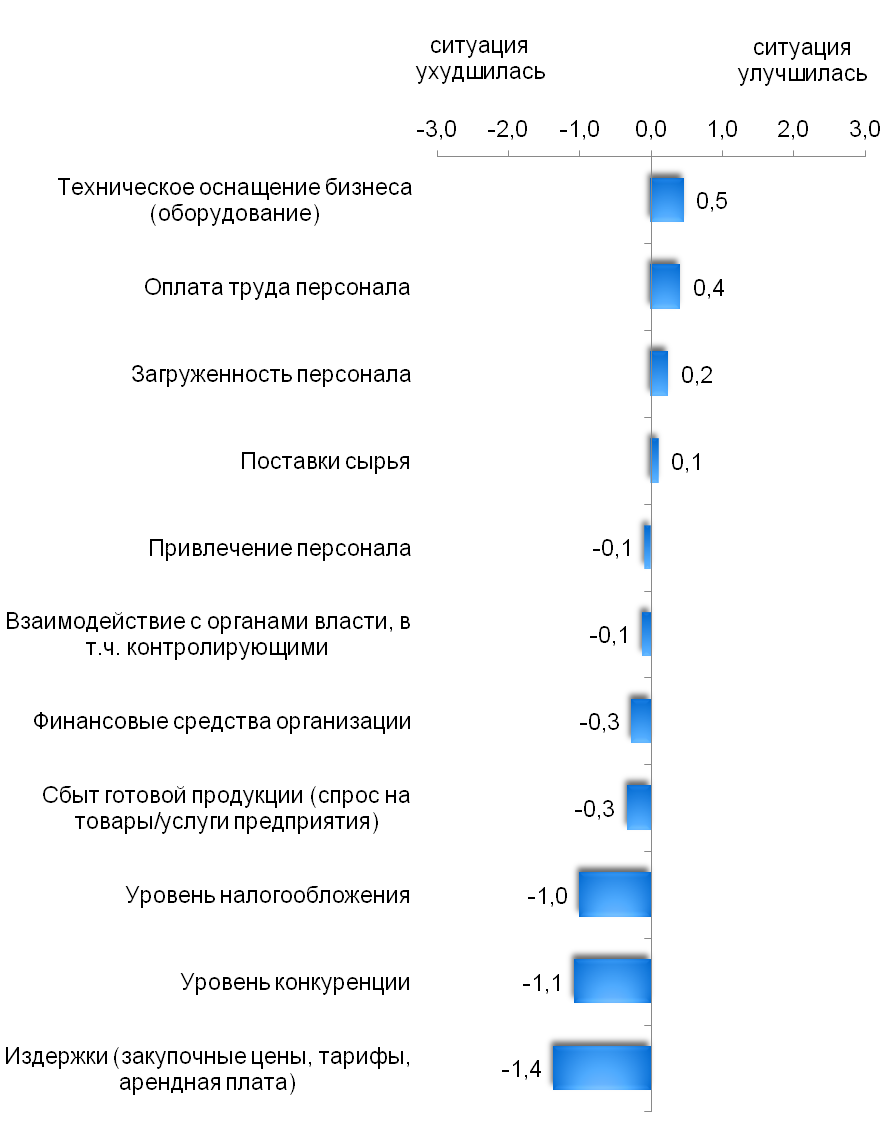 ситуация
ухудшилась
ситуация
улучшилась
-3,0 -2,0 -1,0 0,0 1,0 2,0 3,0
Техническое оснащение бизнеса
(оборудование)
0,5
Оплата труда персонала
0,4
Загруженность персонала
0,2
Поставки сырья
0,1
Привлечение персонала
-0,1
Взаимодействие с органами власти, в
т.ч. контролирующими
-0,1
Финансовые средства организации
-0,3
Сбыт готовой продукции (спрос на
товары/услуги предприятия)
-0,3
Уровень налогообложения
-1,0
Уровень конкуренции
-1,1
Издержки (закупочные цены, тарифы,
арендная плата)
-1,4